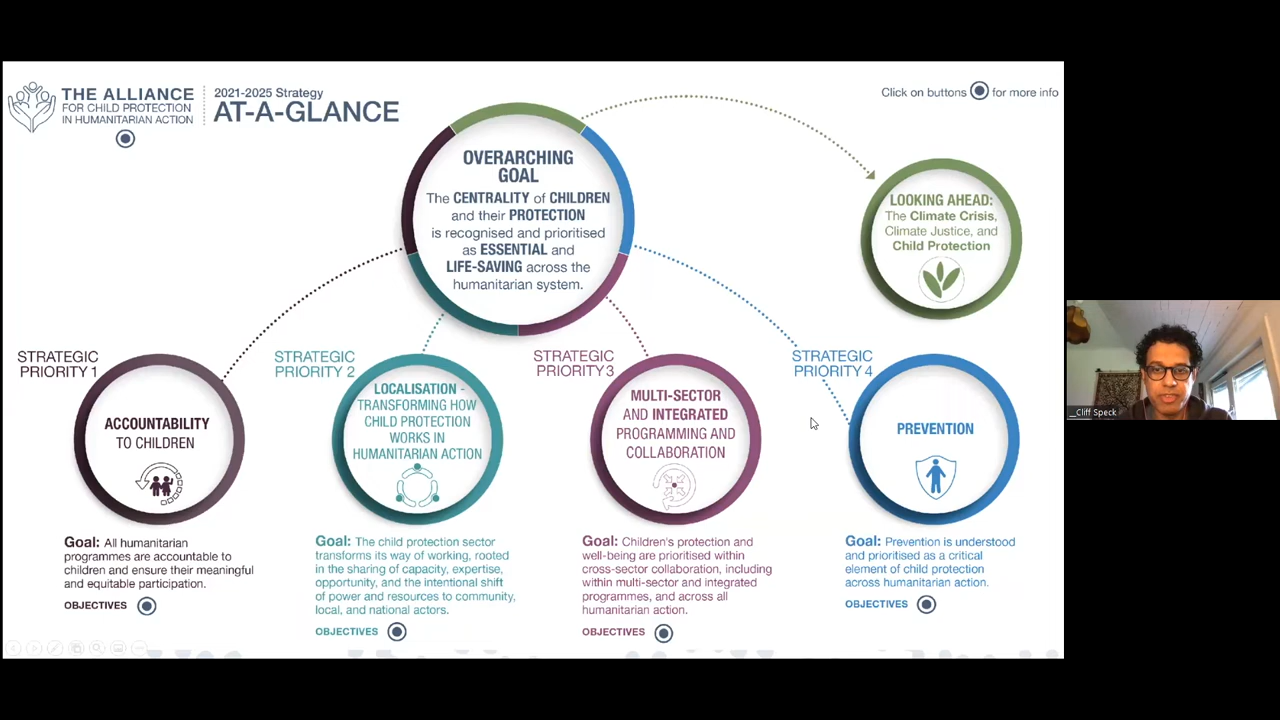 THE ALLIANCE
FOR CHILD PROTECTION
IN HUMANITARIAN ACTION
2021-2025 Strategy
AT-A-GLANCE
Click on buttons for more info
OVERARCHING
GOAL
The CENTRALITY of CHILDREN
and their PROTECTION
is recognised and prioritised
as ESSENTIAL and
LIFE-SAVING across the
humanitarian system.
LOOKING AHEAD:
The Climate Crisis,
Climate Justice, and
Child Protection
STRATEGIC
PRIORITY 1
ACCOUNTABILITY
TO CHILDREN
Goal: All humanitarian
programmes are accountable to
children and ensure their meaningful
and equitable participation.
OBJECTIVES
STRATEGIC
PRIORITY 2
LOCALISATION -
TRANSFORMING HOW
CHILD PROTECTION
WORKS IN
HUMANITARIAN ACTION
Goal: The child protection sector
transforms its way of working, rooted
in the sharing of capacity, expertise,
opportunity, and the intentional shift
of power and resources to community,
local, and national actors.
OBJECTIVES
STRATEGIC
PRIORITY 3
MULTI-SECTOR
AND INTEGRATED
PROGRAMMING AND
COLLABORATION
Goal: Children's protection and
well-being are prioritised within
cross-sector collaboration, including
within multi-sector and integrated
programmes, and across all
humanitarian action.
OBJECTIVES
STRATEGIC
PRIORITY 4
PREVENTION
Goal: Prevention is understood
and prioritised as a critical
element of child protection
across humanitarian action.
OBJECTIVES
__Cliff Speck